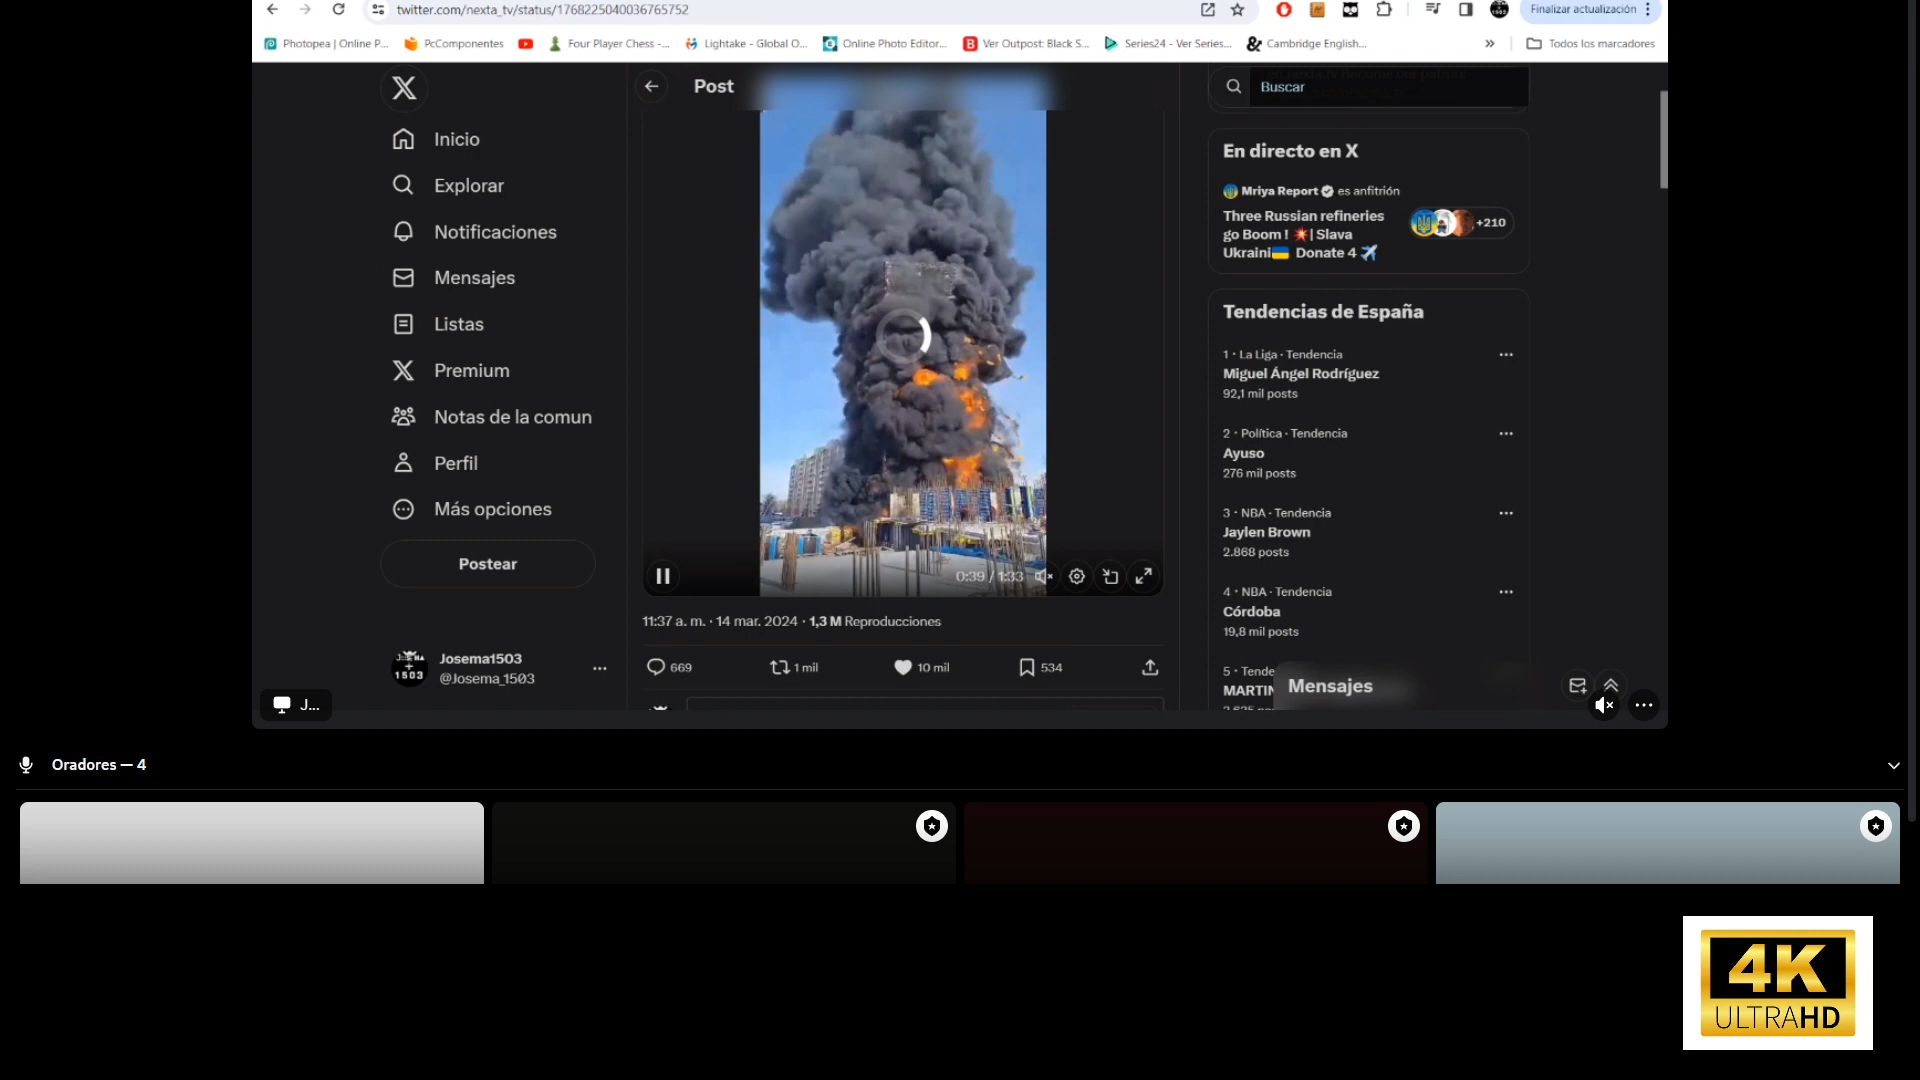 twitter.com/nexta_tv/status/1768225040036765752
Finalizar actualización
Photopea | Online P...
PcComponentes
Four Player Chess -...
Lightake - Global O...
Online Photo Editor...
Ver Outpost: Black S...
Series24 - Ver Series...
Cambridge English...
»
Todos los marcadores
Post
Buscar
Inicio
Explorar
Notificaciones
Mensajes
Listas
Premium
Notas de la comun
Perfil
Más opciones
Postear
Josema1503
@Josema_1503
J...
0:39 / 1:33
11:37 a. m. · 14 mar. 2024 · 1,3 M Reproducciones
669
1 mil
10 mil
534
En directo en X
Mriya Report es anfitrión
Three Russian refineries
go Boom ! 💥| Slava
Ukraini🇺🇦 Donate 4 ✈️
+210
Tendencias de España
1 · La Liga · Tendencia
Miguel Ángel Rodríguez
92,1 mil posts
2 · Política · Tendencia
Ayuso
276 mil posts
3 · NBA · Tendencia
Jaylen Brown
2.868 posts
4 · NBA · Tendencia
Córdoba
19,8 mil posts
5 · Tende
MARTIN
Mensajes
Oradores — 4
4K
ULTRAHD